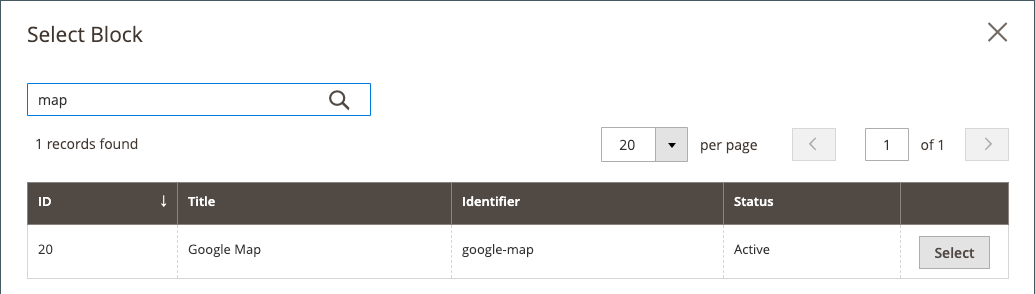 Select Block
map
1 records found
20 per page 1 of 1
ID ↓ Title Identifier Status
20 Google Map google-map Active Select